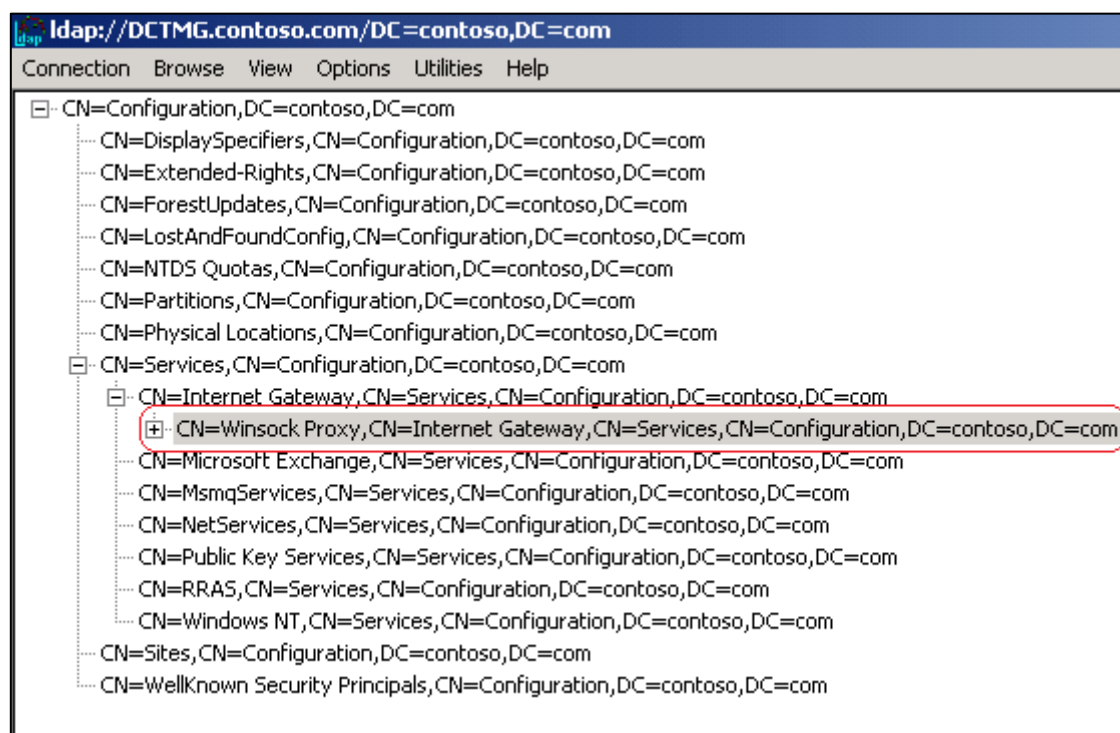 ldap://DCTMG.contoso.com/DC=contoso,DC=com
Connection Browse View Options Utilities Help
CN=Configuration,DC=contoso,DC=com
CN=DisplaySpecifiers,CN=Configuration,DC=contoso,DC=com
CN=Extended-Rights,CN=Configuration,DC=contoso,DC=com
CN=ForestUpdates,CN=Configuration,DC=contoso,DC=com
CN=LostAndFoundConfig,CN=Configuration,DC=contoso,DC=com
CN=NTDS Quotas,CN=Configuration,DC=contoso,DC=com
CN=Partitions,CN=Configuration,DC=contoso,DC=com
CN=Physical Locations,CN=Configuration,DC=contoso,DC=com
CN=Services,CN=Configuration,DC=contoso,DC=com
CN=Internet Gateway,CN=Services,CN=Configuration,DC=contoso,DC=com
CN=Winsock Proxy,CN=Internet Gateway,CN=Services,CN=Configuration,DC=contoso,DC=com
CN=Microsoft Exchange,CN=Services,CN=Configuration,DC=contoso,DC=com
CN=MsmqServices,CN=Services,CN=Configuration,DC=contoso,DC=com
CN=NetServices,CN=Services,CN=Configuration,DC=contoso,DC=com
CN=Public Key Services,CN=Services,CN=Configuration,DC=contoso,DC=com
CN=RRAS,CN=Services,CN=Configuration,DC=contoso,DC=com
CN=Windows NT,CN=Services,CN=Configuration,DC=contoso,DC=com
CN=Sites,CN=Configuration,DC=contoso,DC=com
CN=WellKnown Security Principals,CN=Configuration,DC=contoso,DC=com